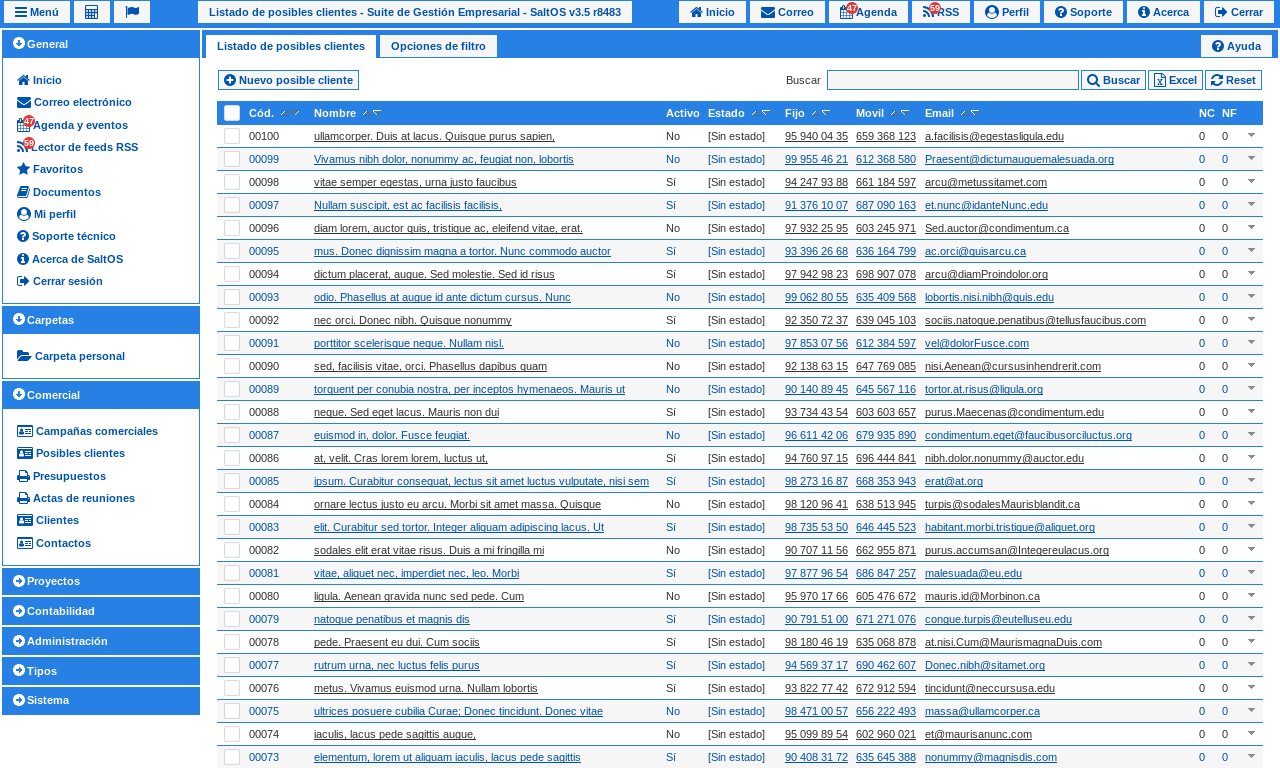 Menú Listado de posibles clientes - Suite de Gestión Empresarial - SaltOS v3.5 r8483 Inicio Correo 47 Agenda 59 RSS Perfil Soporte Acerca Cerrar
General
Inicio
Correo electrónico
47 Agenda y eventos
59 Lector de feeds RSS
Favoritos
Documentos
Mi perfil
Soporte técnico
Acerca de SaltOS
Cerrar sesión
Carpetas
Carpeta personal
Comercial
Campañas comerciales
Posibles clientes
Presupuestos
Actas de reuniones
Clientes
Contactos
Proyectos
Contabilidad
Administración
Tipos
Sistema
Listado de posibles clientes Opciones de filtro Ayuda
Nuevo posible cliente Buscar Buscar Excel Reset
Cód. Nombre Activo Estado Fijo Movil Email NC NF
00100 ullamcorper. Duis at lacus. Quisque purus sapien, No [Sin estado] 95 940 04 35 659 368 123 a.facilisis@egestasligula.edu 0 0
00099 Vivamus nibh dolor, nonummy ac, feugiat non, lobortis No [Sin estado] 99 955 46 21 612 368 580 Praesent@dictumauguemalesuada.org 0 0
00098 vitae semper egestas, urna justo faucibus Sí [Sin estado] 94 247 93 88 661 184 597 arcu@metussitamet.com 0 0
00097 Nullam suscipit, est ac facilisis facilisis, Sí [Sin estado] 91 376 10 07 687 090 163 et.nunc@idanteNunc.edu 0 0
00096 diam lorem, auctor quis, tristique ac, eleifend vitae, erat. No [Sin estado] 97 932 25 95 603 245 971 Sed.auctor@condimentum.ca 0 0
00095 mus. Donec dignissim magna a tortor. Nunc commodo auctor Sí [Sin estado] 93 396 26 68 636 164 799 ac.orci@quisarcu.ca 0 0
00094 dictum placerat, augue. Sed molestie. Sed id risus Sí [Sin estado] 97 942 98 23 698 907 078 arcu@diamProindolor.org 0 0
00093 odio. Phasellus at augue id ante dictum cursus. Nunc No [Sin estado] 99 062 80 55 635 409 568 lobortis.nisi.nibh@quis.edu 0 0
00092 nec orci. Donec nibh. Quisque nonummy Sí [Sin estado] 92 350 72 37 639 045 103 sociis.natoque.penatibus@tellusfaucibus.com 0 0
00091 porttitor scelerisque neque. Nullam nisl. No [Sin estado] 97 853 07 56 612 384 597 vel@dolorFusce.com 0 0
00090 sed, facilisis vitae, orci. Phasellus dapibus quam No [Sin estado] 92 138 63 15 647 769 085 nisi.Aenean@cursusinhendrerit.com 0 0
00089 torquent per conubia nostra, per inceptos hymenaeos. Mauris ut No [Sin estado] 90 140 89 45 645 567 116 tortor.at.risus@ligula.org 0 0
00088 neque. Sed eget lacus. Mauris non dui Sí [Sin estado] 93 734 43 54 603 603 657 purus.Maecenas@condimentum.edu 0 0
00087 euismod in, dolor. Fusce feugiat. No [Sin estado] 96 611 42 06 679 935 890 condimentum.eget@faucibusorciluctus.org 0 0
00086 at, velit. Cras lorem lorem, luctus ut, Sí [Sin estado] 94 760 97 15 696 444 841 nibh.dolor.nonummy@auctor.edu 0 0
00085 ipsum. Curabitur consequat, lectus sit amet luctus vulputate, nisi sem Sí [Sin estado] 98 273 16 87 668 353 943 erat@at.org 0 0
00084 ornare lectus justo eu arcu. Morbi sit amet massa. Quisque No [Sin estado] 98 120 96 41 638 513 945 turpis@sodalesMaurisblandit.ca 0 0
00083 elit. Curabitur sed tortor. Integer aliquam adipiscing lacus. Ut Sí [Sin estado] 98 735 53 50 646 445 523 habitant.morbi.tristique@aliquet.org 0 0
00082 sodales elit erat vitae risus. Duis a mi fringilla mi No [Sin estado] 90 707 11 56 662 955 871 purus.accumsan@Integereulacus.org 0 0
00081 vitae, aliquet nec, imperdiet nec, leo. Morbi Sí [Sin estado] 97 877 96 54 686 847 257 malesuada@eu.edu 0 0
00080 ligula. Aenean gravida nunc sed pede. Cum No [Sin estado] 95 970 17 66 605 476 672 mauris.id@Morbinon.ca 0 0
00079 natoque penatibus et magnis dis Sí [Sin estado] 90 791 51 00 671 271 076 congue.turpis@eutelluseu.edu 0 0
00078 pede. Praesent eu dui. Cum sociis Sí [Sin estado] 98 180 46 19 635 068 878 at.nisi.Cum@MaurismagnaDuis.com 0 0
00077 rutrum urna, nec luctus felis purus Sí [Sin estado] 94 569 37 17 690 462 607 Donec.nibh@sitamet.org 0 0
00076 metus. Vivamus euismod urna. Nullam lobortis Sí [Sin estado] 93 822 77 42 672 912 594 tincidunt@neccursusa.edu 0 0
00075 ultrices posuere cubilia Curae; Donec tincidunt. Donec vitae No [Sin estado] 98 471 00 57 656 222 493 massa@ullamcorper.ca 0 0
00074 iaculis, lacus pede sagittis augue, No [Sin estado] 95 099 89 54 602 960 021 et@maurisanunc.com 0 0
00073 elementum, lorem ut aliquam iaculis, lacus pede sagittis Sí [Sin estado] 90 408 31 72 635 645 388 nonummy@magnisdis.com 0 0